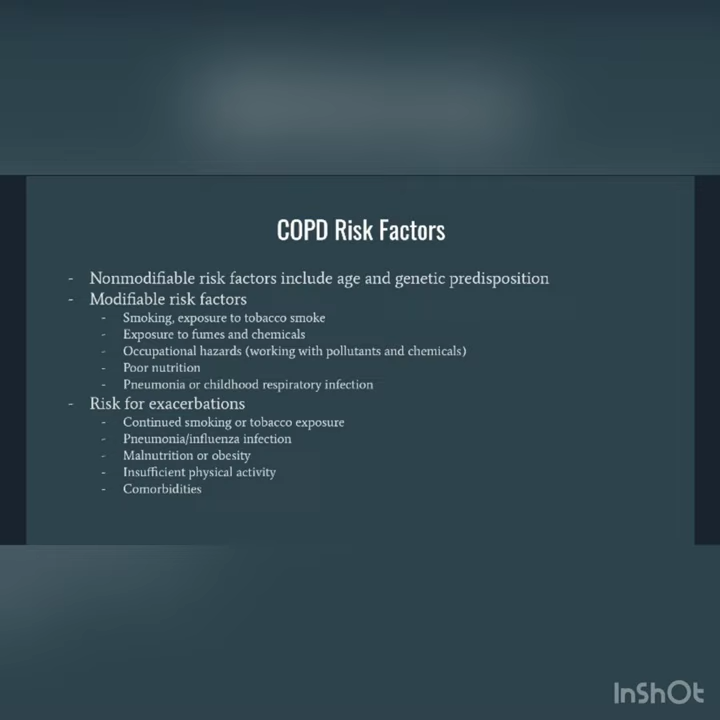 COPD Risk Factors
- Nonmodifiable risk factors include age and genetic predisposition
- Modifiable risk factors
- Smoking, exposure to tobacco smoke
- Exposure to fumes and chemicals
- Occupational hazards (working with pollutants and chemicals)
- Poor nutrition
- Pneumonia or childhood respiratory infection
- Risk for exacerbations
- Continued smoking or tobacco exposure
- Pneumonia/influenza infection
- Malnutrition or obesity
- Insufficient physical activity
- Comorbidities
InShOt